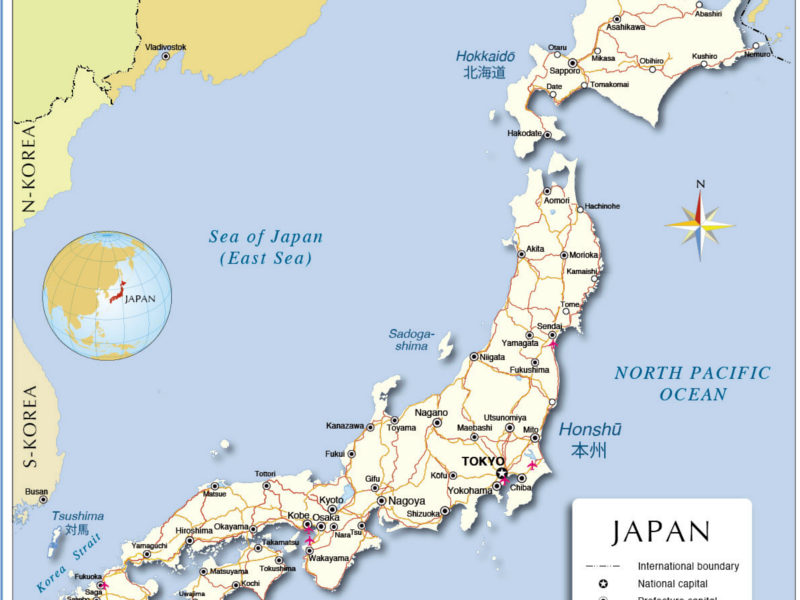 Abashiri
Asahikawa
Vladivostok
Otaru
Hokkaidō
北海道
Mikasa
Obihiro
Kushiro
Nemuro
Sapporo
Date
Tomakomai
Hakodate
N-KOREA
Aomori
Hachinohe
N
Sea of Japan
(East Sea)
Akita
Morioka
Kamaishi
JAPAN
Tome
Sendai
Sadoga-
shima
Yamagata
Niigata
Fukushima
NORTH PACIFIC
OCEAN
S-KOREA
Kanazawa
Toyama
Nagano
Utsunomiya
Maebashi
Mito
Honshū
本州
Fukui
TOKYO
Tottori
Gifu
Kōfu
Yokohama
Chiba
Busan
Matsue
Kyoto
Nagoya
Shizuoka
Tsushima
対馬
Kobe
Osaka
Nara
Tsu
Okayama
Hiroshima
Yamaguchi
Takamatsu
Wakayama
Korea Strait
Tokushima
Matsuyama
Kochi
Fukuoka
Saga
Uwajima
JAPAN
International boundary
National capital
Prefecture capital